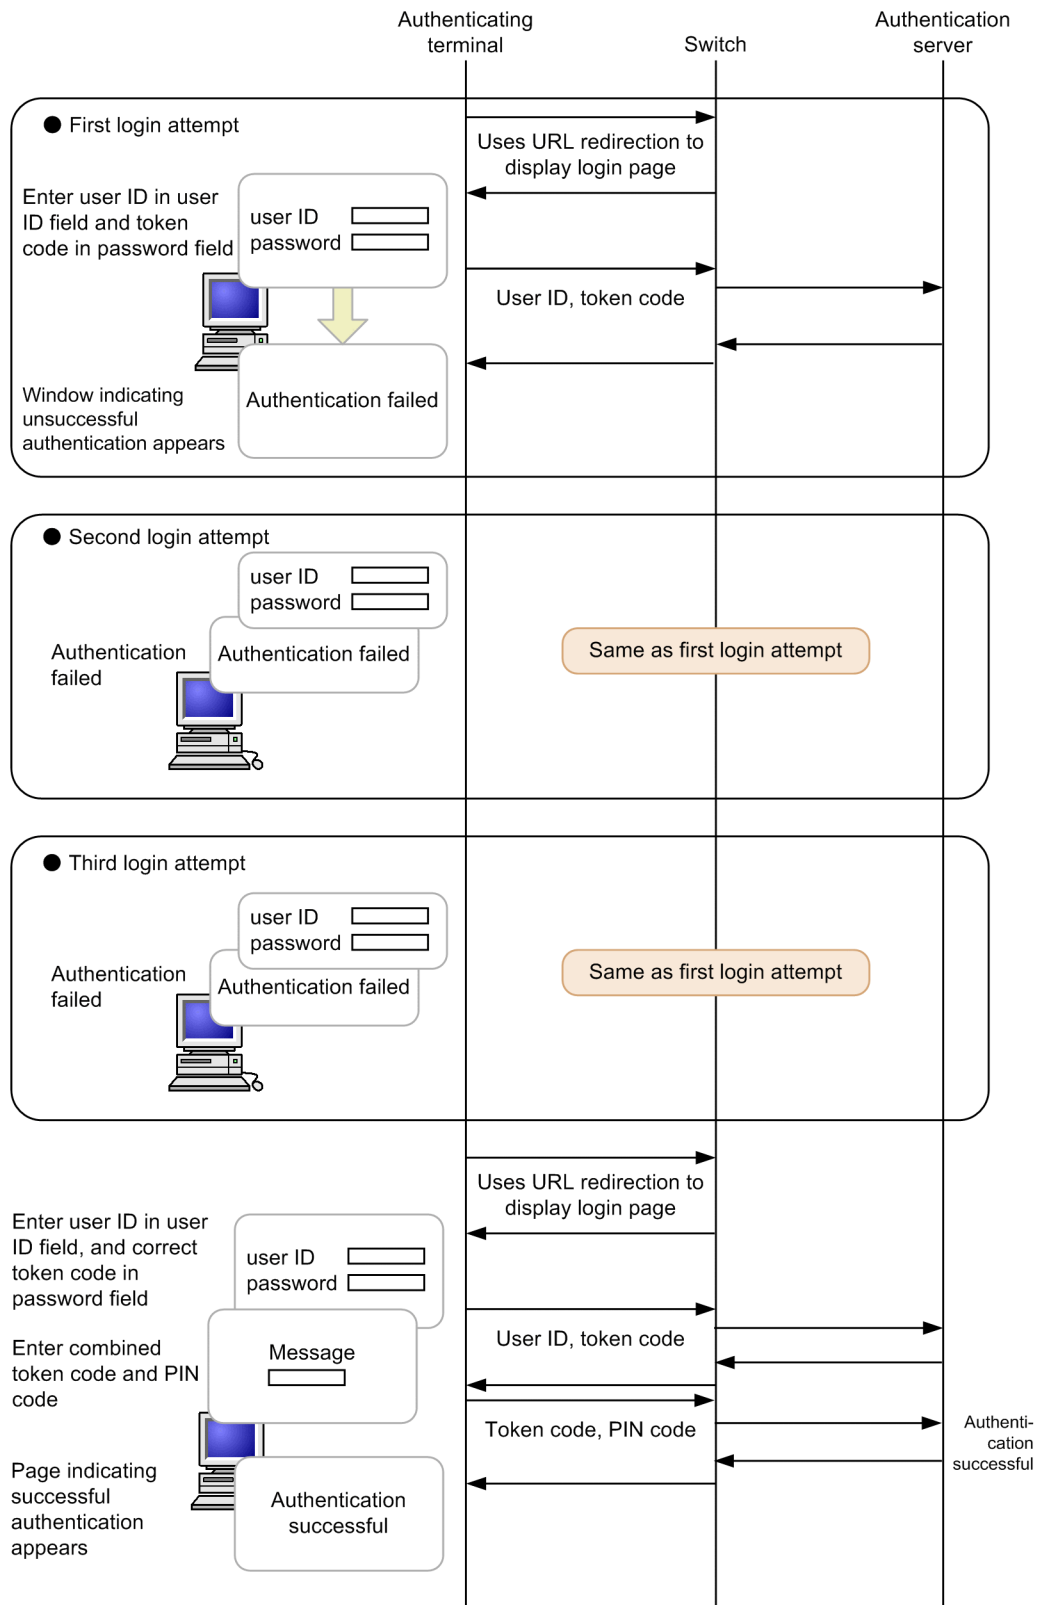 Authenticating
terminal
Switch
Authentication
server
● First login attempt
Uses URL redirection to
display login page
Enter user ID in user
ID field and token
code in password field
user ID
password
User ID, token code
Authentication failed
Window indicating
unsuccessful
authentication appears
● Second login attempt
user ID
password
Authentication
failed
Authentication failed
Same as first login attempt
● Third login attempt
user ID
password
Authentication
failed
Authentication failed
Same as first login attempt
Uses URL redirection to
display login page
Enter user ID in user
ID field, and correct
token code in
password field
user ID
password
User ID, token code
Enter combined
token code and PIN
code
Message
Token code, PIN code
Authenti-
cation
successful
Page indicating
successful
authentication
appears
Authentication
successful